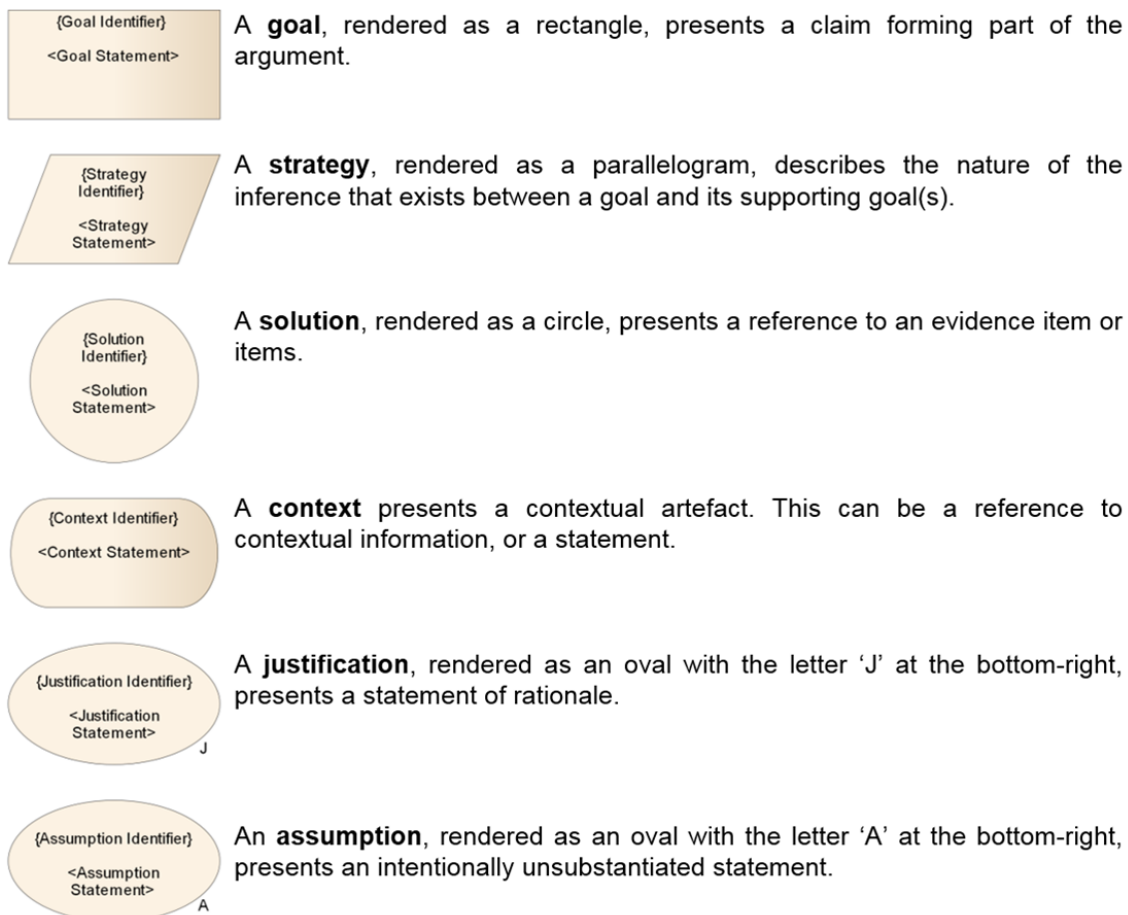 {Goal Identifier}
<Goal Statement>
A goal, rendered as a rectangle, presents a claim forming part of the
argument.
{Strategy
Identifier}
<Strategy
Statement>
A strategy, rendered as a parallelogram, describes the nature of the
inference that exists between a goal and its supporting goal(s).
{Solution
Identifier}
<Solution
Statement>
A solution, rendered as a circle, presents a reference to an evidence item or
items.
{Context Identifier}
<Context Statement>
A context presents a contextual artefact. This can be a reference to
contextual information, or a statement.
{Justification Identifier}
<Justification
Statement>
J
A justification, rendered as an oval with the letter ‘J’ at the bottom-right,
presents a statement of rationale.
{Assumption Identifier}
<Assumption
Statement>
A
An assumption, rendered as an oval with the letter ‘A’ at the bottom-right,
presents an intentionally unsubstantiated statement.